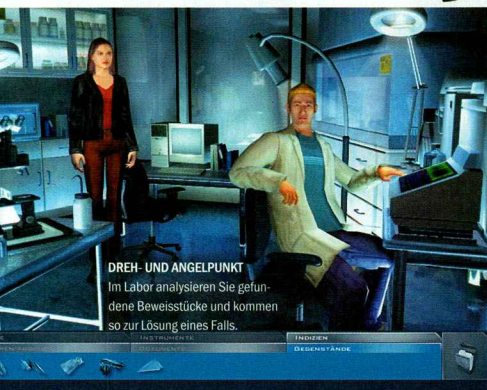 DREH- UND ANGELPUNKT
Im Labor analysieren Sie gefun-
dene Beweisstücke und kommen
so zur Lösung eines Falls.
INSTRUMENTE
INDIZIEN
DOKUMENTE
GEGENSTÄNDE